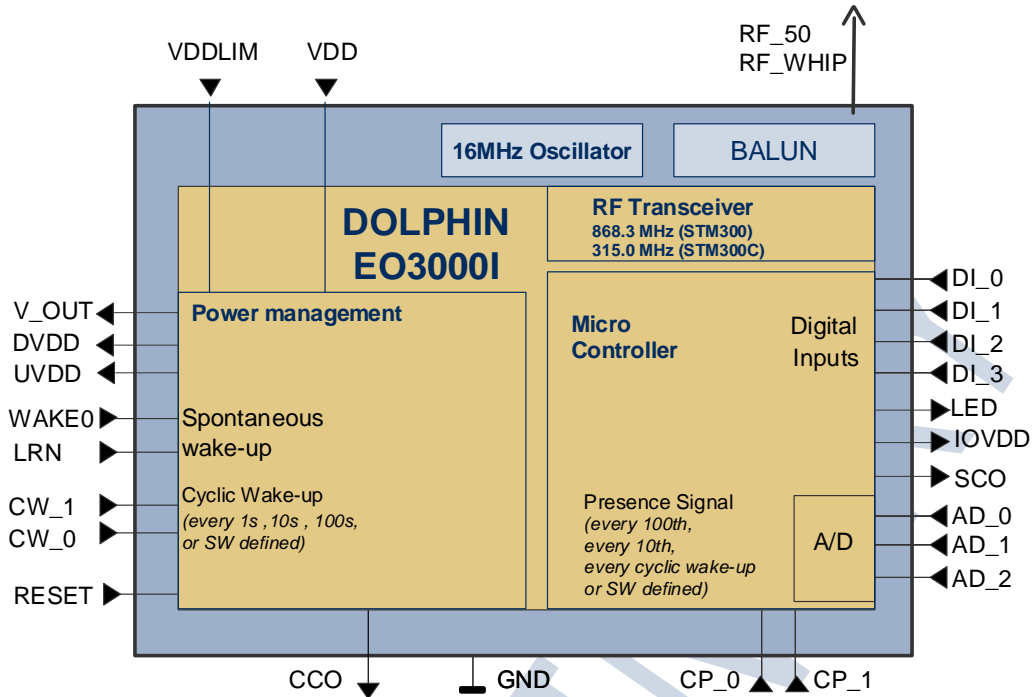 RF_50
RF_WHIP
VDDLIM
VDD
16MHz Oscillator
BALUN
DOLPHIN
EO3000I
RF Transceiver
868.3 MHz (STM300)
315.0 MHz (STM300C)
V_OUT
DVDD
UVDD
WAKE0
LRN
CW_1
CW_0
RESET
Power management
Spontaneous
wake-up
Cyclic Wake-up
(every 1s ,10s , 100s,
or SW defined)
Micro
Controller
Digital
Inputs
Presence Signal
(every 100th,
every 10th,
every cyclic wake-up
or SW defined)
A/D
DI_0
DI_1
DI_2
DI_3
LED
IOVDD
SCO
AD_0
AD_1
AD_2
CCO
GND
CP_0
CP_1